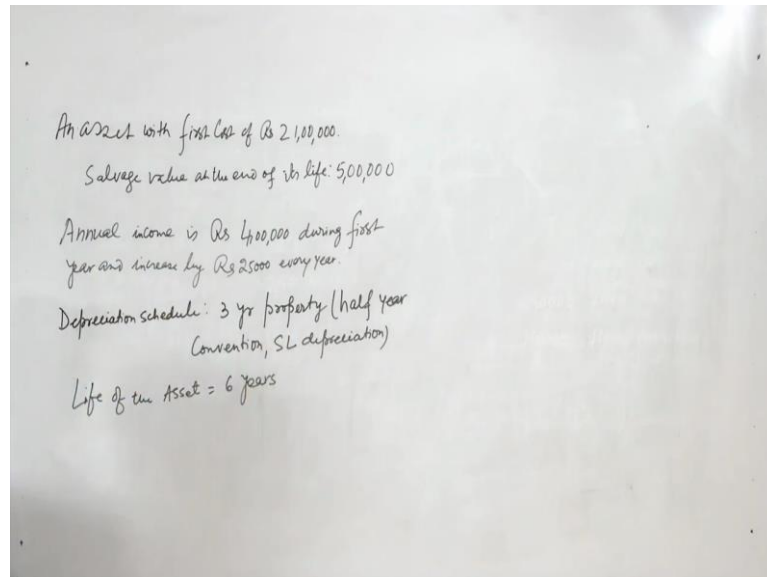 An asset with first Cost of Rs 21,00,000.
Salvage value at the end of its life: 5,00,000
Annual income is Rs 4,00,000 during first
year and increase by Rs 25000 every year.
Depreciation schedule: 3 yr property (half year
Convention, SL depreciation)
Life of the Asset = 6 years